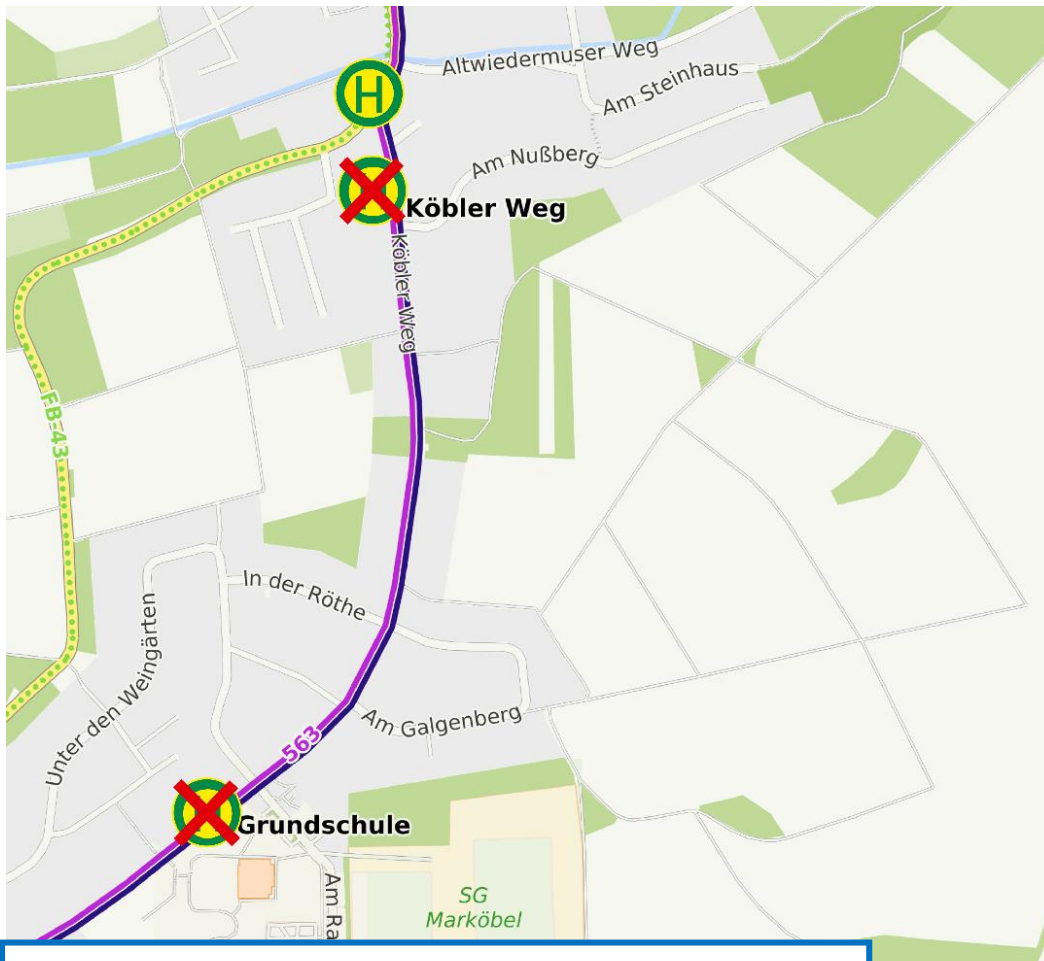 Altwiedermuser Weg
H
Am Steinhaus
Am Nußberg
Köbler Weg
Köbler Weg
FB-43
In der Röthe
Unter den Weingärten
Am Galgenberg
563
Grundschule
Am Ra
SG
Marköbel